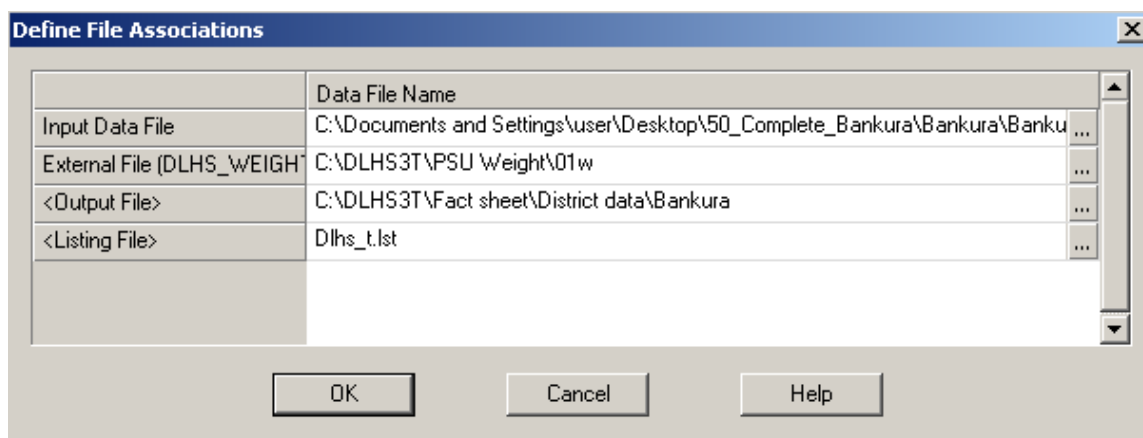 Define File Associations
Data File Name
Input Data File C:\Documents and Settings\user\Desktop\50_Complete_Bankura\Bankura\Banku ...
External File (DLHS_WEIGHT C:\DLHS3T\PSU Weight\01w ...
<Output File> C:\DLHS3T\Fact sheet\District data\Bankura ...
<Listing File> Dlhs_t.lst ...
OK Cancel Help